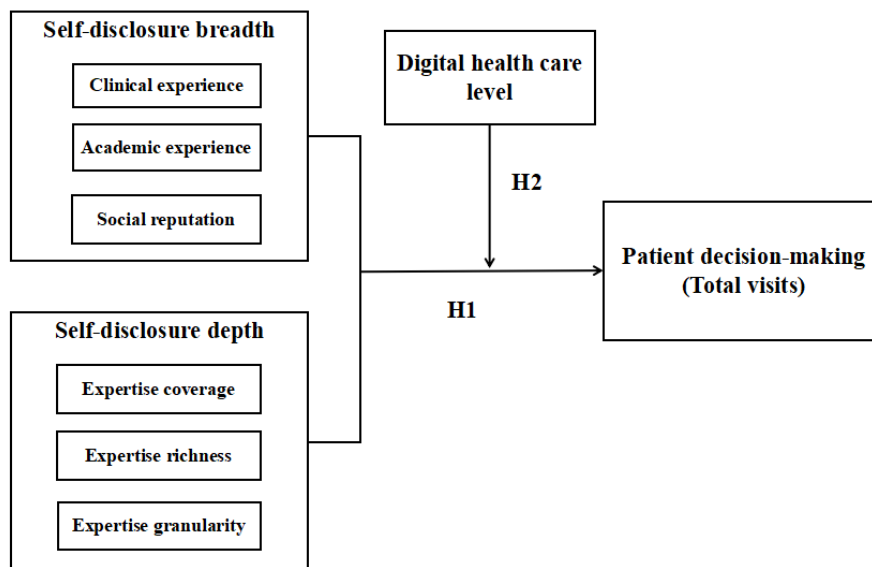 Self-disclosure breadth
Clinical experience
Academic experience
Social reputation
Digital health care
level
H2
Patient decision-making
(Total visits)
H1
Self-disclosure depth
Expertise coverage
Expertise richness
Expertise granularity